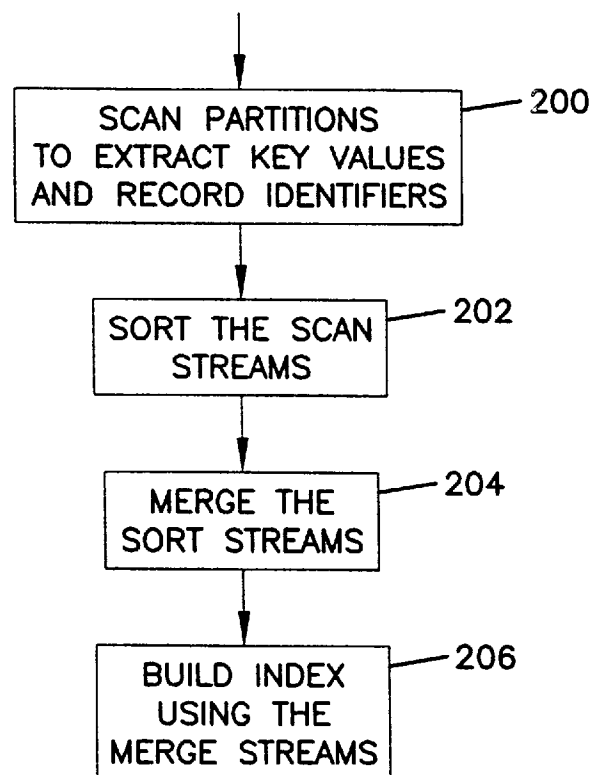 200
SCAN PARTITIONS
TO EXTRACT KEY VALUES
AND RECORD IDENTIFIERS
202
SORT THE SCAN
STREAMS
204
MERGE THE
SORT STREAMS
206
BUILD INDEX
USING THE
MERGE STREAMS